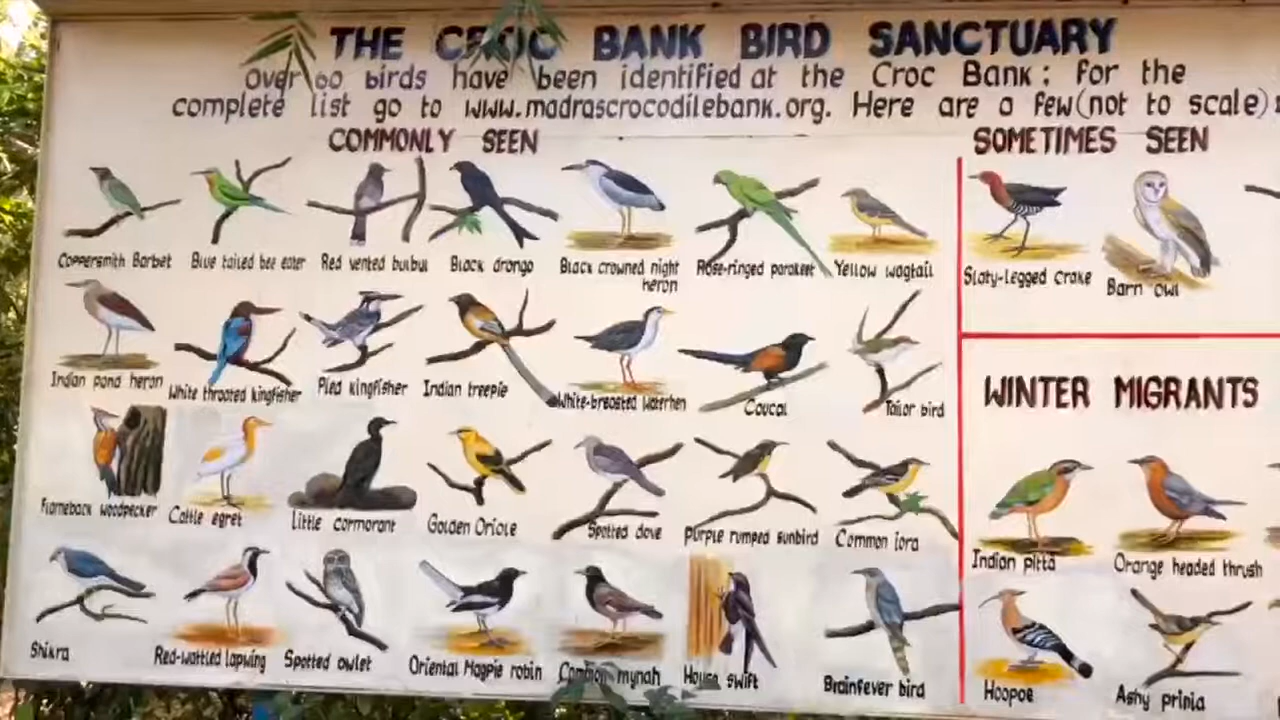 THE CROC BANK BIRD SANCTUARY
Over 60 birds have been identified at the Croc Bank: for the
complete list go to www.madrascrocodilebank.org. Here are a few(not to scale):
COMMONLY SEEN
Coppersmith Barbet Blue tailed bee eater Red vented bulbul Black drongo Black crowned night heron Rose-ringed parakeet Yellow wagtail
Indian pond heron White throated kingfisher Pied kingfisher Indian treepie White-breasted waterhen Coucal Tailor bird
Flameback woodpecker Cattle egret Little cormorant Golden Oriole Spotted dove Purple rumped sunbird Common iora
Shikra Red-wattled lapwing Spotted owlet Oriental Magpie robin Common mynah House swift Brainfever bird
SOMETIMES SEEN
Slaty-legged crake Barn owl
WINTER MIGRANTS
Indian pitta Orange headed thrush
Hoopoe Ashy prinia